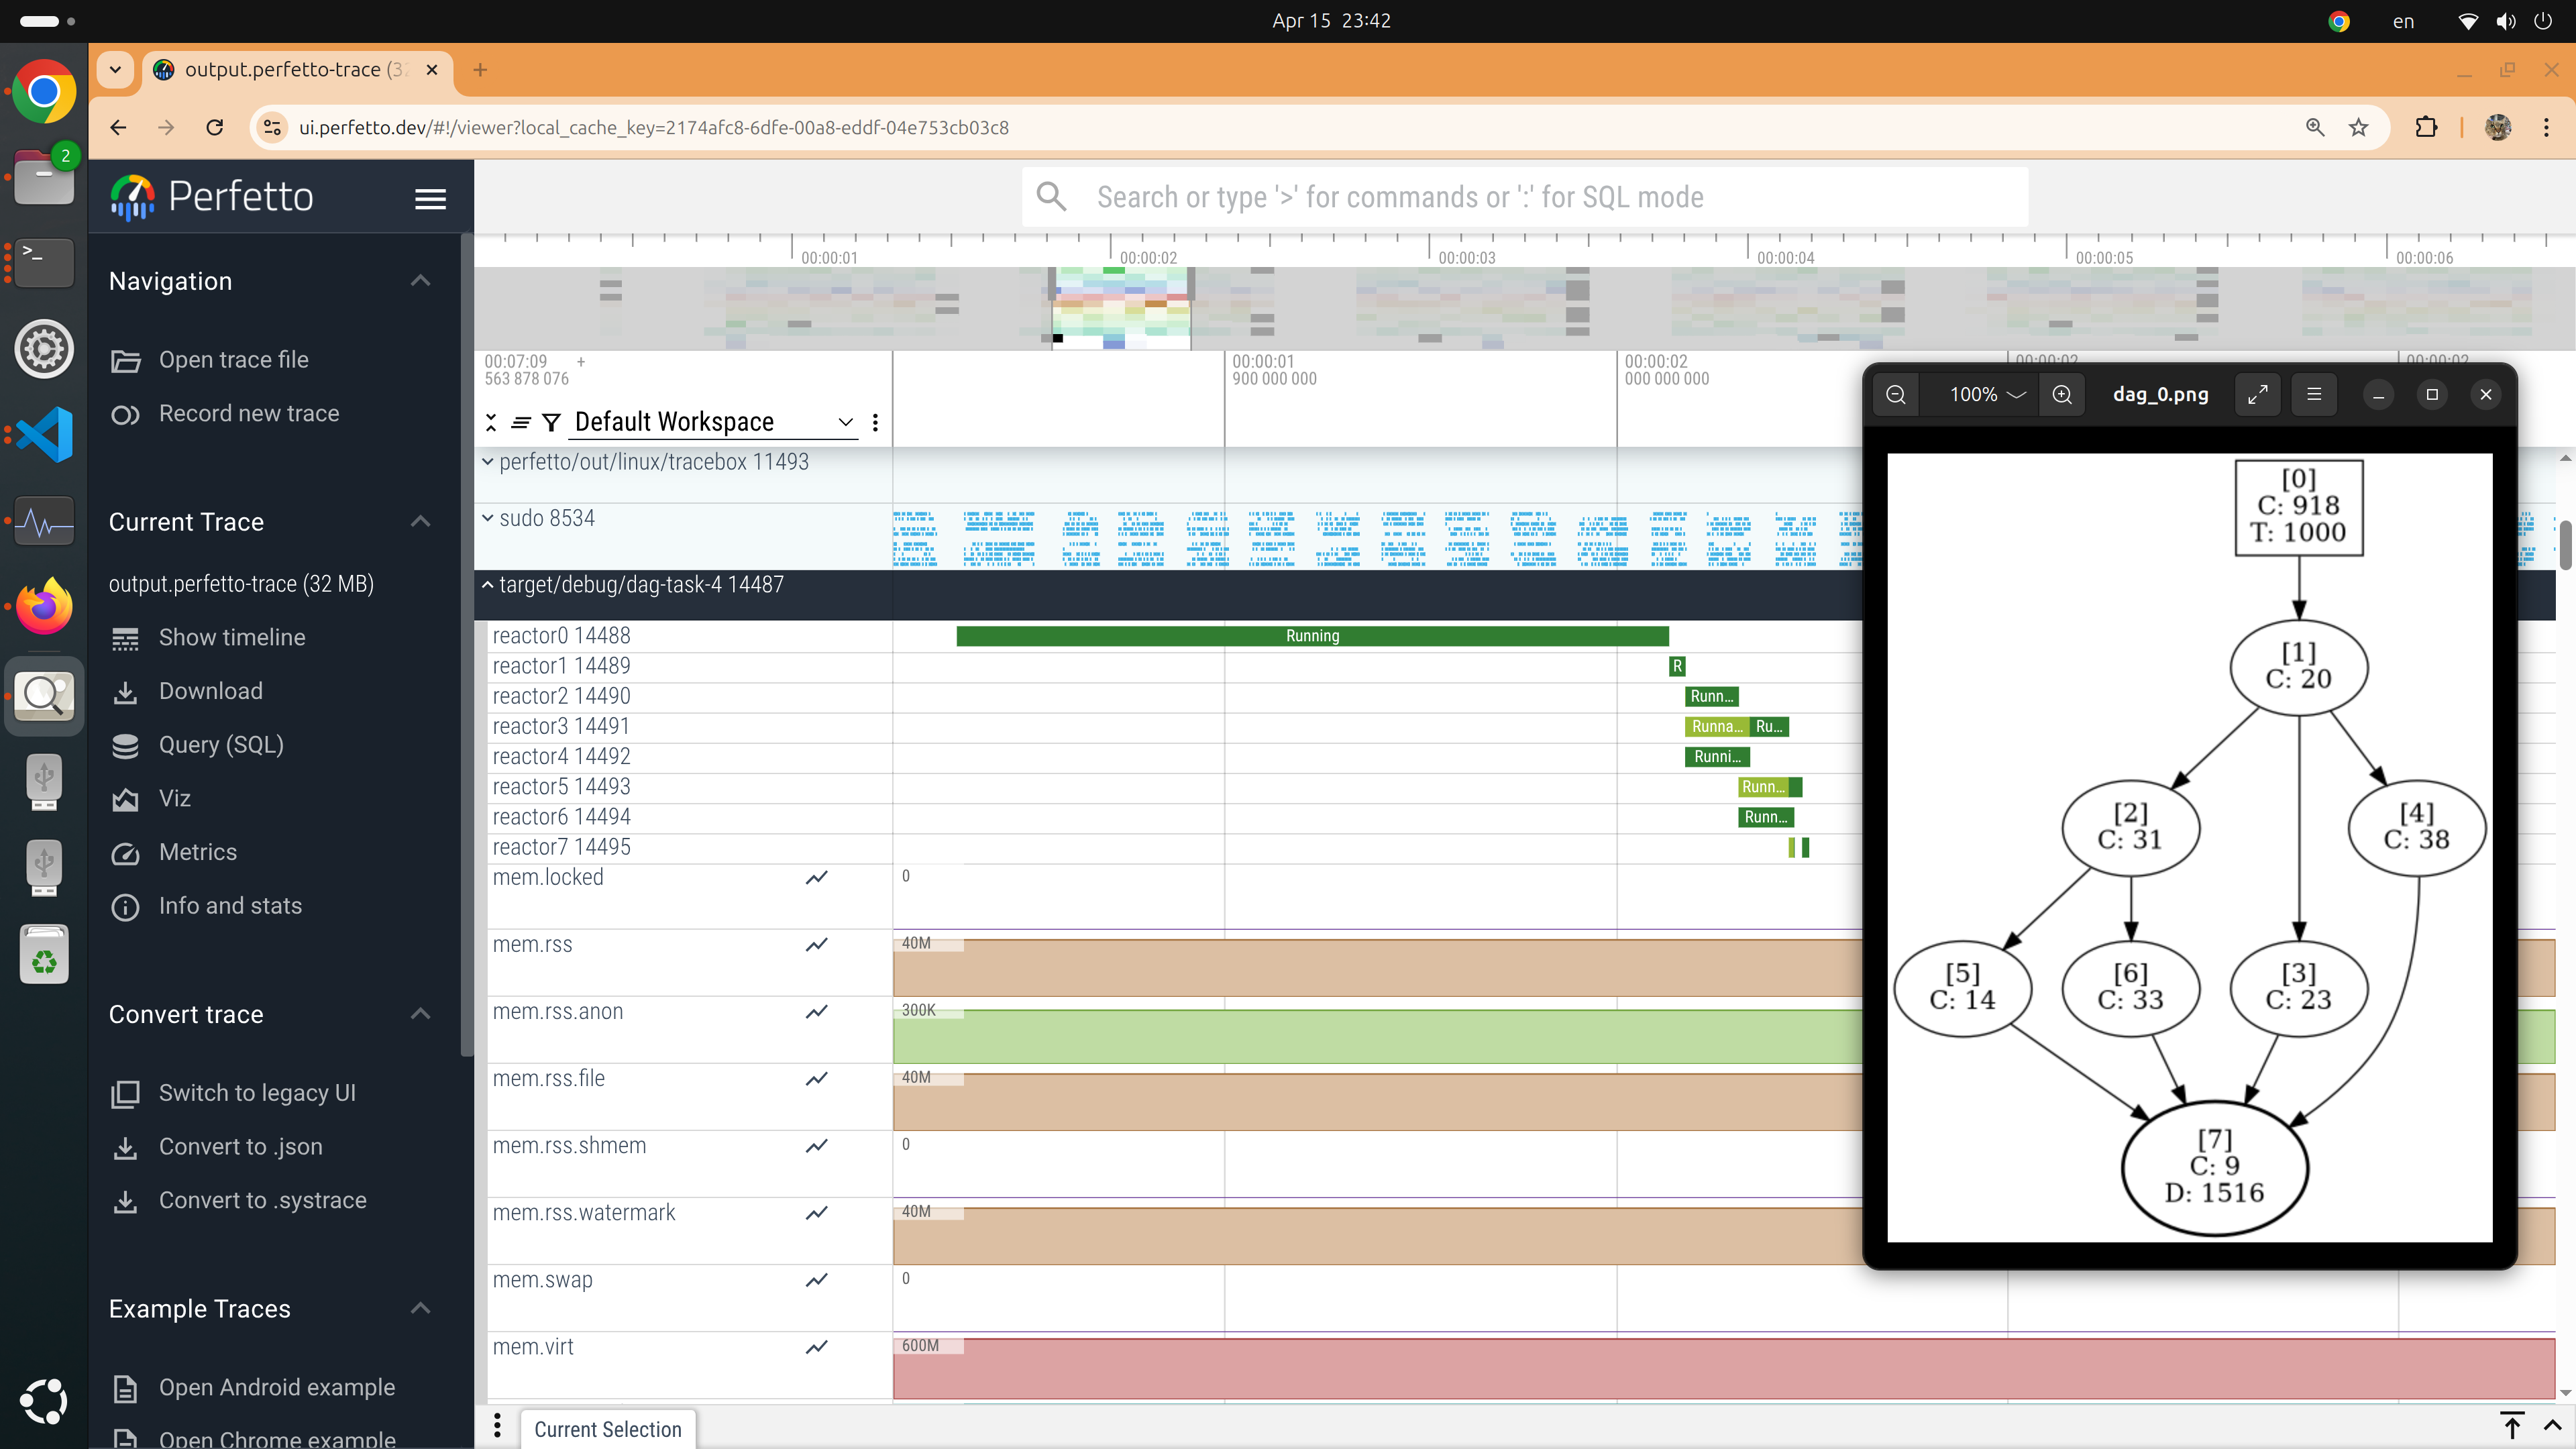 Apr 15 23:42
en
output.perfetto-trace (3
ui.perfetto.dev/#!/viewer?local_cache_key=2174afc8-6dfe-00a8-eddf-04e753cb03c8
2
>_
Perfetto
Search or type '>' for commands or ':' for SQL mode
Navigation
Open trace file
Record new trace
Current Trace
output.perfetto-trace (32 MB)
Show timeline
Download
Query (SQL)
Viz
Metrics
Info and stats
Convert trace
Switch to legacy UI
Convert to .json
Convert to .systrace
Example Traces
Open Android example
Open Chrome example
00:00:01
00:00:02
00:00:03
00:00:04
00:00:05
00:00:06
00:07:09 +
563 878 076
00:00:01
900 000 000
00:00:02
000 000 000
00:00:02
00:00:02
Default Workspace
perfetto/out/linux/tracebox 11493
sudo 8534
target/debug/dag-task-4 14487
reactor0 14488
Running
reactor1 14489
R
reactor2 14490
Runn...
reactor3 14491
Runna...
Ru...
reactor4 14492
Runni...
reactor5 14493
Runn...
reactor6 14494
Runn...
reactor7 14495
mem.locked
0
mem.rss
40M
mem.rss.anon
300K
mem.rss.file
40M
mem.rss.shmem
0
mem.rss.watermark
40M
mem.swap
0
mem.virt
600M
Current Selection
100%
dag_0.png
[0]
C: 918
T: 1000
[1]
C: 20
[2]
C: 31
[4]
C: 38
[5]
C: 14
[6]
C: 33
[3]
C: 23
[7]
C: 9
D: 1516